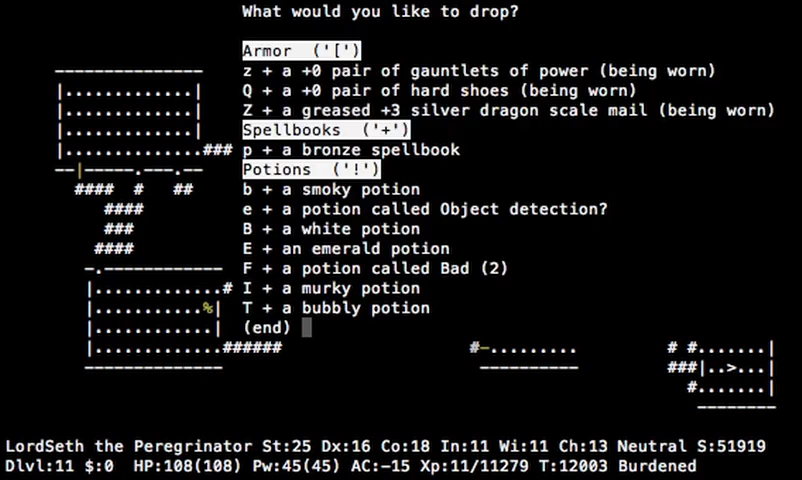 What would you like to drop?
Armor  ('[')
z + a +0 pair of gauntlets of power (being worn)
Q + a +0 pair of hard shoes (being worn)
Z + a greased +3 silver dragon scale mail (being worn)
Spellbooks  ('+')
p + a bronze spellbook
Potions  ('!')
b + a smoky potion
e + a potion called Object detection?
B + a white potion
E + an emerald potion
F + a potion called Bad (2)
I + a murky potion
T + a bubbly potion
(end)
LordSeth the Peregrinator St:25 Dx:16 Co:18 In:11 Wi:11 Ch:13 Neutral S:51919
Dlvl:11 $:0  HP:108(108) Pw:45(45) AC:-15 Xp:11/11279 T:12003 Burdened